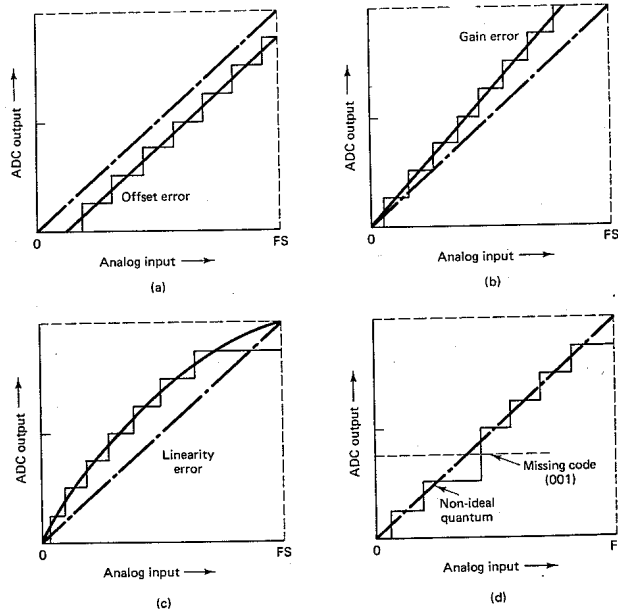 ADC output
Offset error
0
FS
Analog input
(a)
ADC output
Gain error
0
FS
Analog input
(b)
ADC output
Linearity
error
0
FS
Analog input
(c)
ADC output
Missing code
(001)
Non-ideal
quantum
0
F
Analog input
(d)